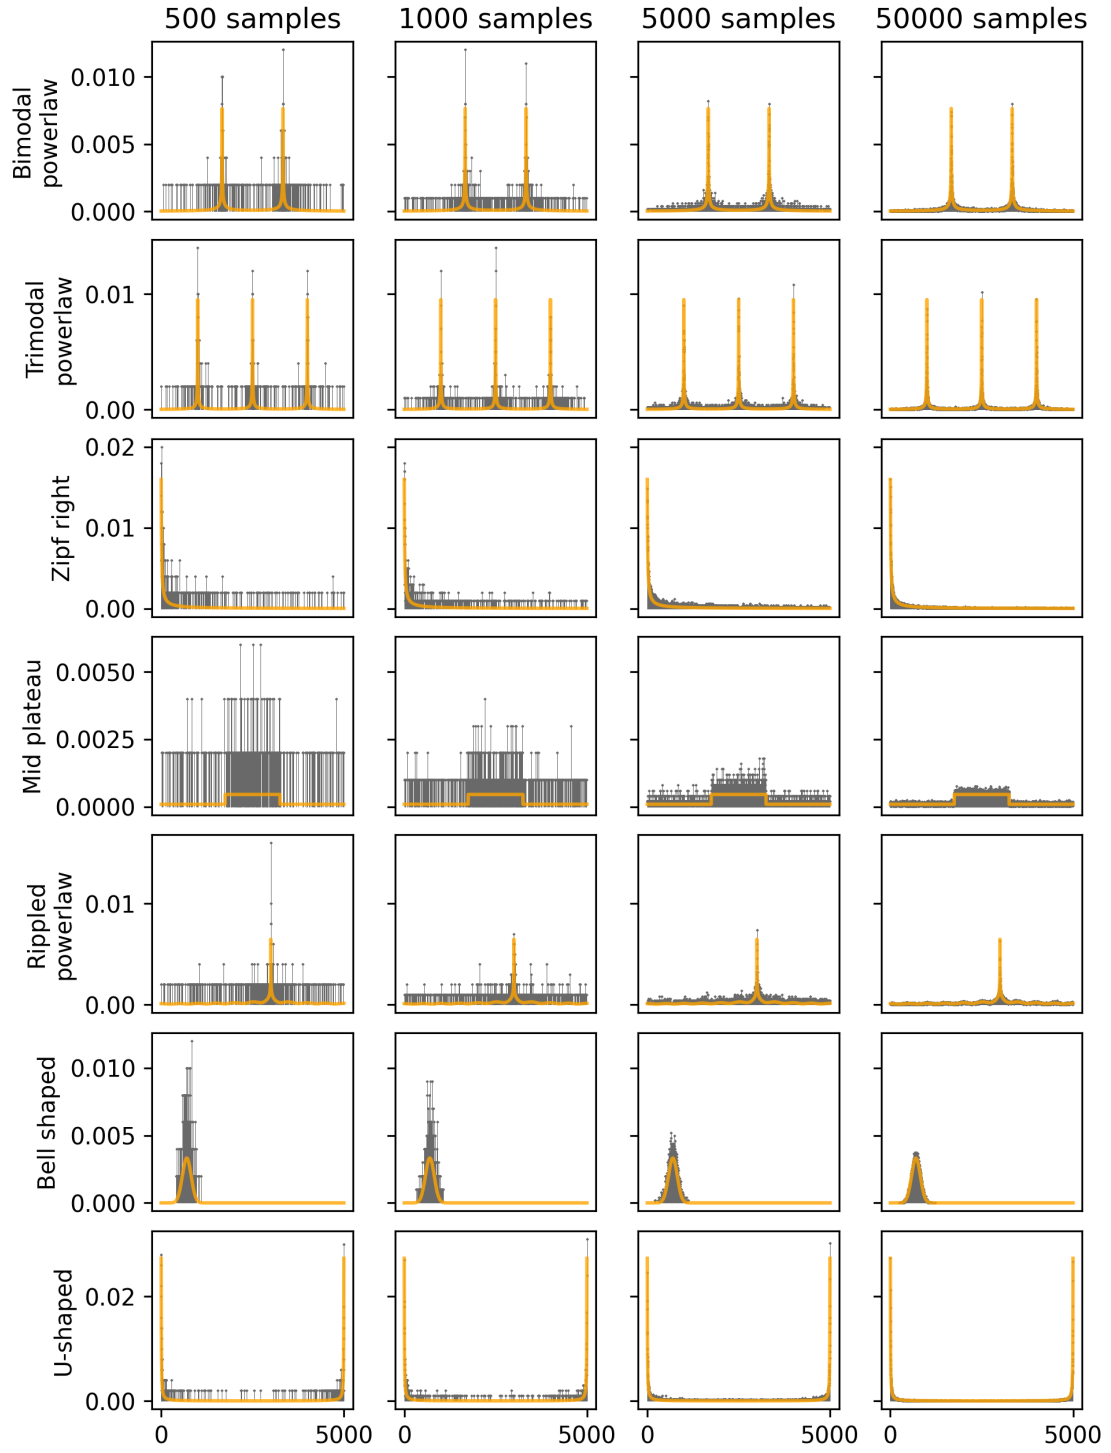 500 samples
1000 samples
5000 samples
50000 samples
Bimodal
powerlaw
0.010
0.005
0.000
Trimodal
powerlaw
0.01
0.00
Zipf right
0.02
0.01
0.00
Mid plateau
0.0050
0.0025
0.0000
Rippled
powerlaw
0.01
0.00
Bell shaped
0.010
0.005
0.000
U-shaped
0.02
0.00
0
5000
0
5000
0
5000
0
5000